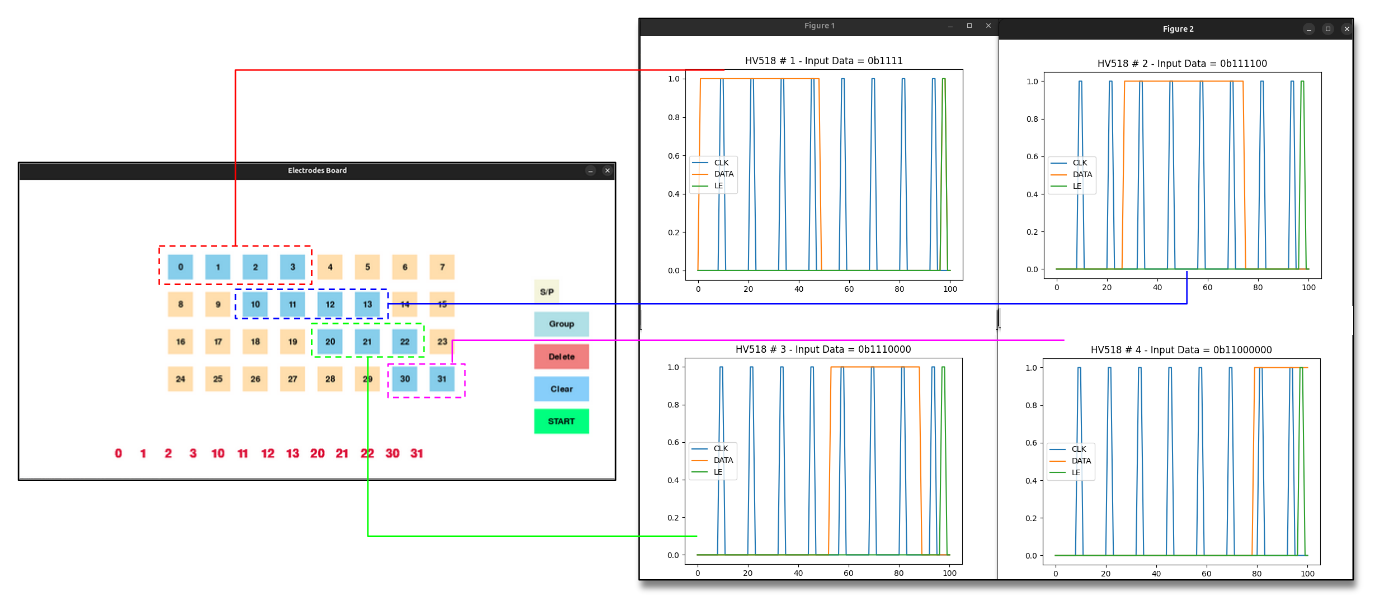 Electrodes Board
0 1 2 3 4 5 6 7
8 9 10 11 12 13 14 15
16 17 18 19 20 21 22 23
24 25 26 27 28 29 30 31
S/P
Group
Delete
Clear
START
0 1 2 3 10 11 12 13 20 21 22 30 31
Figure 1
HV518 # 1 - Input Data = 0b1111
1.0
0.8
0.6
0.4
0.2
0.0
CLK
DATA
LE
0 20 40 60 80 100
Figure 2
HV518 # 2 - Input Data = 0b111100
1.0
0.8
0.6
0.4
0.2
0.0
CLK
DATA
LE
0 20 40 60 80 100
HV518 # 3 - Input Data = 0b1110000
1.0
0.8
0.6
0.4
0.2
0.0
CLK
DATA
LE
0 20 40 60 80 100
HV518 # 4 - Input Data = 0b11000000
1.0
0.8
0.6
0.4
0.2
0.0
CLK
DATA
LE
0 20 40 60 80 100